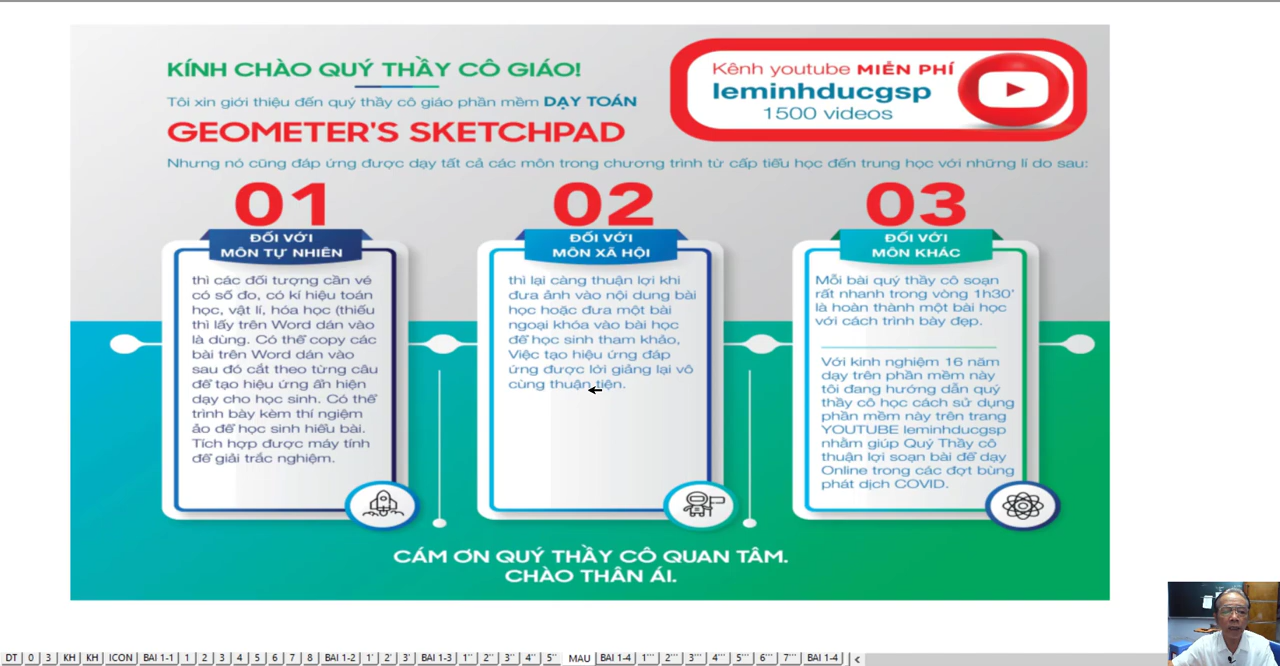 KÍNH CHÀO QUÝ THẦY CÔ GIÁO!
Tôi xin giới thiệu đến quý thầy cô giáo phần mềm DẠY TOÁN
GEOMETER'S SKETCHPAD
Nhưng nó cũng đáp ứng được dạy tất cả các môn trong chương trình từ cấp tiểu học đến trung học với những lí do sau:
Kênh youtube MIỄN PHÍ
leminhducgsp
1500 videos
01
ĐỐI VỚI
MÔN TỰ NHIÊN
thì các đối tượng cần vẽ
có số đo, có kí hiệu toán
học, vật lí, hóa học (thiếu
thì lấy trên Word dán vào
là dùng. Có thể copy các
bài trên Word dán vào
sau đó cắt theo từng câu
để tạo hiệu ứng ẩn hiện
dạy cho học sinh. Có thể
trình bày kèm thí ngiệm
ảo để học sinh hiểu bài.
Tích hợp được máy tính
để giải trắc nghiệm.
02
ĐỐI VỚI
MÔN XÃ HỘI
thì lại càng thuận lợi khi
đưa ảnh vào nội dung bài
học hoặc đưa một bài
ngoại khóa vào bài học
để học sinh tham khảo,
Việc tạo hiệu ứng đáp
ứng được lời giảng lại vô
cùng thuận tiện.
03
ĐỐI VỚI
MÔN KHÁC
Mỗi bài quý thầy cô soạn
rất nhanh trong vòng 1h30'
là hoàn thành một bài học
với cách trình bày đẹp.
Với kinh nghiệm 16 năm
dạy trên phần mềm này
tôi đang hướng dẫn quý
thầy cô học cách sử dụng
phần mềm này trên trang
YOUTUBE leminhducgsp
nhằm giúp Quý Thầy cô
thuận lợi soạn bài để dạy
Online trong các đợt bùng
phát dịch COVID.
CÁM ƠN QUÝ THẦY CÔ QUAN TÂM.
CHÀO THÂN ÁI.
DT 0 3 KH KH ICON BAI 1-1 1 2 3 4 5 6 7 8 BAI 1-2 1' 2' 3' BAI 1-3 1'' 2'' 3'' 4'' 5'' MAU BAI 1-4 1''' 2''' 3''' 4''' 5''' 6''' 7''' BAI 1-4